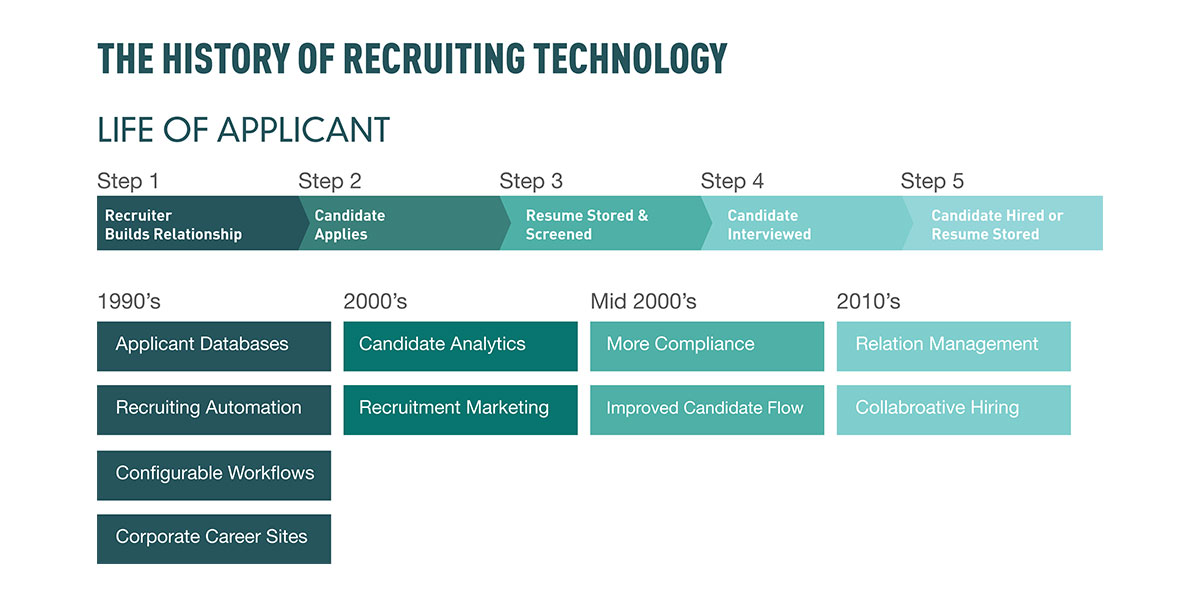 THE HISTORY OF RECRUITING TECHNOLOGY
LIFE OF APPLICANT
Step 1
Recruiter
Builds Relationship
Step 2
Candidate
Applies
Step 3
Resume Stored &
Screened
Step 4
Candidate
Interviewed
Step 5
Candidate Hired or
Resume Stored
1990’s
Applicant Databases
Recruiting Automation
Configurable Workflows
Corporate Career Sites
2000’s
Candidate Analytics
Recruitment Marketing
Mid 2000’s
More Compliance
Improved Candidate Flow
2010’s
Relation Management
Collabroative Hiring